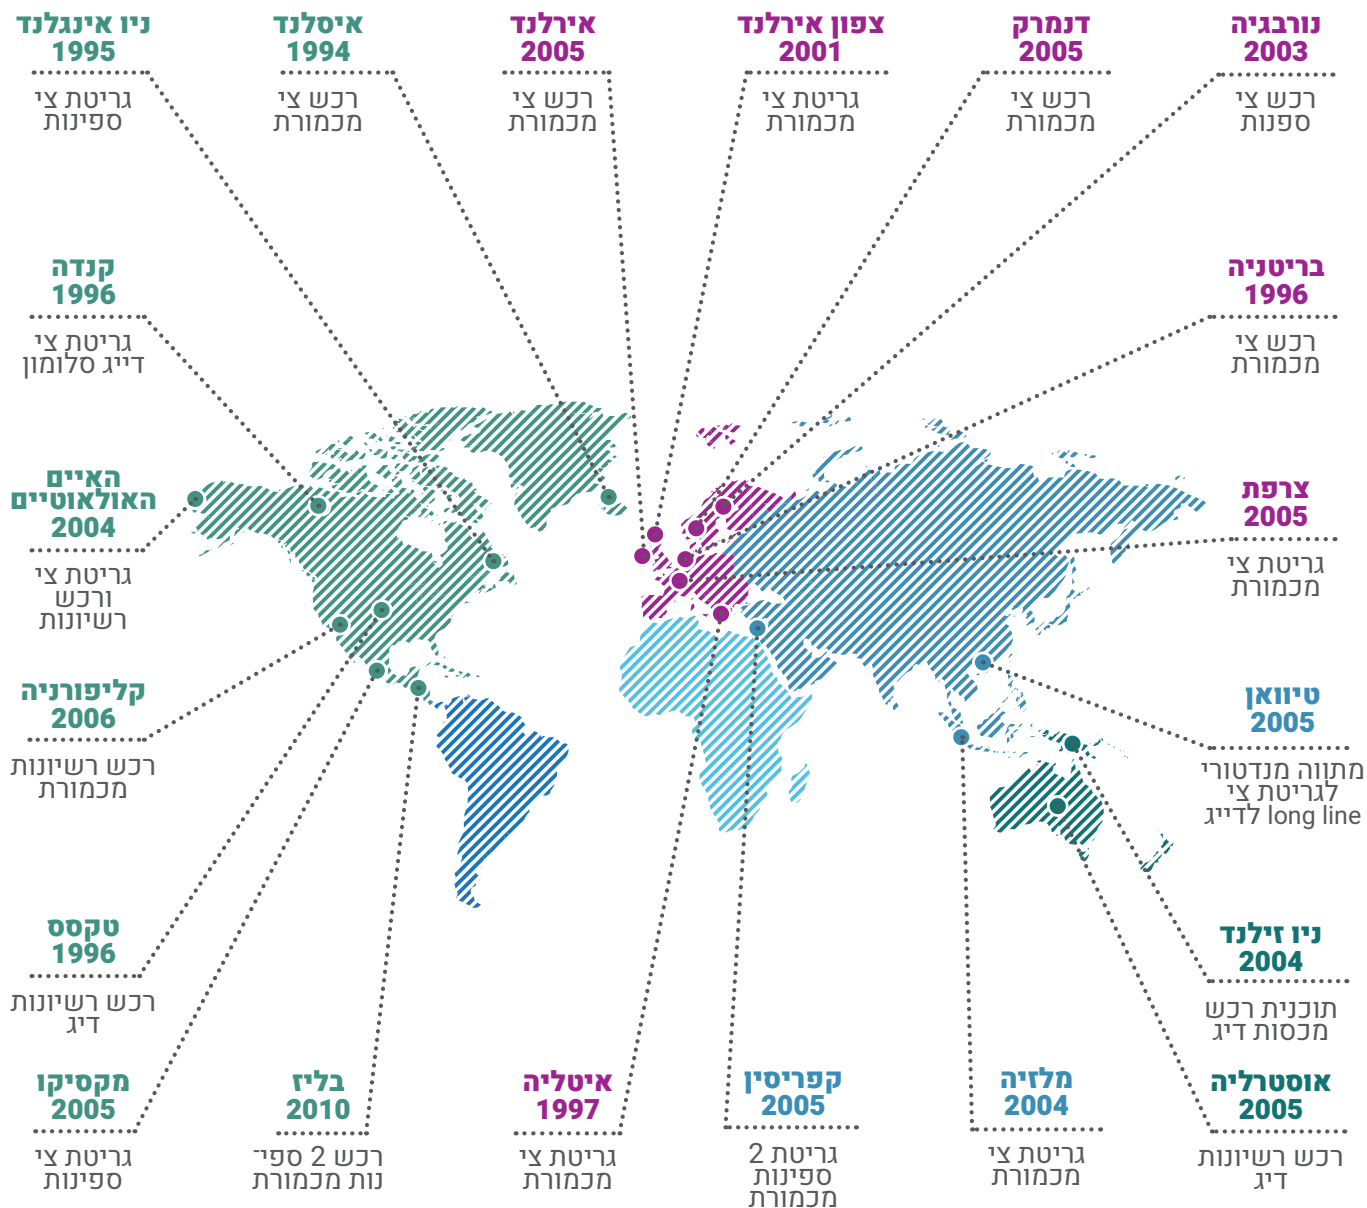 נורבגיה
2003
רכש צי
ספנות
דנמרק
2005
רכש צי
מכמורת
צפון אירלנד
2001
גריטת צי
מכמורת
אירלנד
2005
רכש צי
מכמורת
איסלנד
1994
רכש צי
מכמורת
ניו אינגלנד
1995
גריטת צי
ספינות
בריטניה
1996
רכש צי
מכמורת
קנדה
1996
גריטת צי
דייג סלומון
צרפת
2005
גריטת צי
מכמורת
האיים
האולאוטיים
2004
גריטת צי
ורכש
רשיונות
טיוואן
2005
מתווה מנדטורי
לגריטת צי
לדייג long line
קליפורניה
2006
רכש רשיונות
מכמורת
ניו זילנד
2004
תוכנית רכש
מכסות דיג
טקסס
1996
רכש רשיונות
דיג
אוסטרליה
2005
רכש רשיונות
דיג
מלזיה
2004
גריטת צי
מכמורת
קפריסין
2005
גריטת 2
ספינות
מכמורת
איטליה
1997
גריטת צי
מכמורת
בליז
2010
רכש 2 ספי־
נות מכמורת
מקסיקו
2005
גריטת צי
ספינות